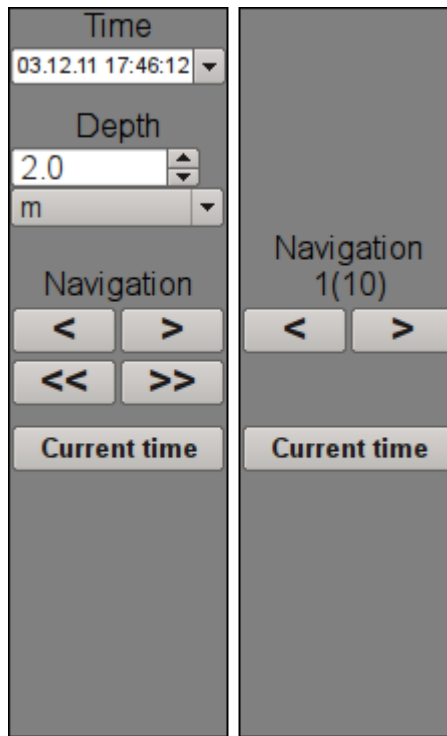 Time
03.12.11 17:46:12
Depth
2.0
m
Navigation
< >
<< >>
Current time
Navigation
1(10)
< >
Current time